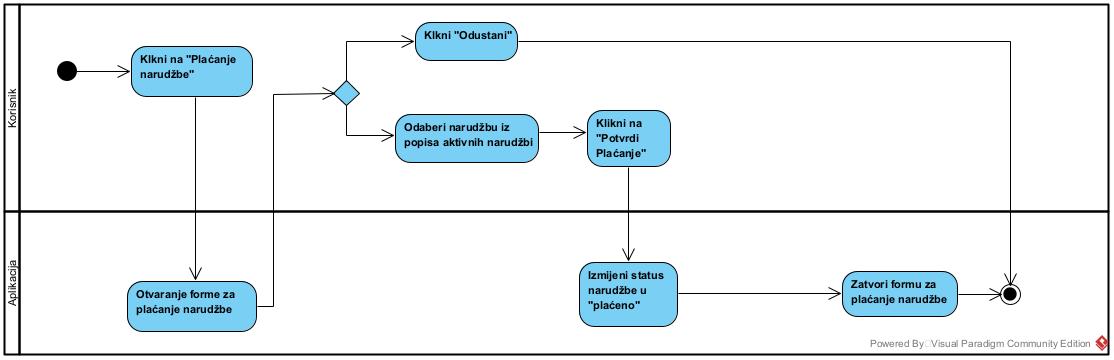 Korisnik
Klkni na "Plaćanje
narudžbe"
Klkni "Odustani"
Odaberi narudžbu iz
popisa aktivnih narudžbi
Klikni na
"Potvrdi
Plaćanje"
Aplikacija
Otvaranje forme za
plaćanje narudžbe
Izmijeni status
narudžbe u
"plaćeno"
Zatvori formu za
plaćanje narudžbe
Powered By Visual Paradigm Community Edition